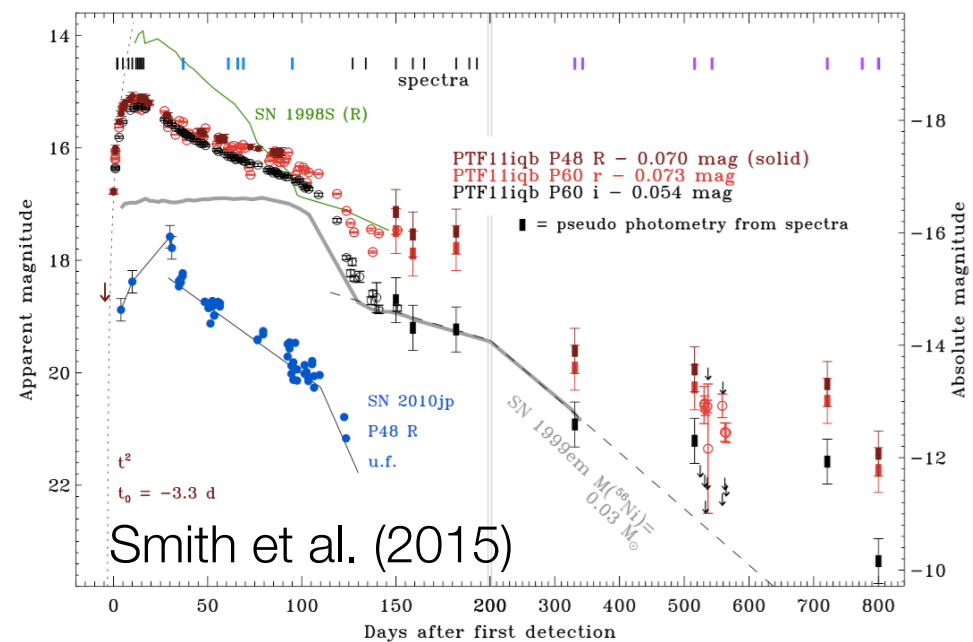 14
16
18
20
22
Apparent magnitude
spectra
SN 1998S (R)
PTF11iqb P48 R − 0.070 mag (solid)
PTF11iqb P60 r − 0.073 mag
PTF11iqb P60 i − 0.054 mag
= pseudo photometry from spectra
SN 2010jp
P48 R
u.f.
t²
t₀ = −3.3 d
SN 1999em M(⁵⁶Ni)=
0.03 M☉
Smith et al. (2015)
−18
−16
−14
−12
−10
Absolute magnitude
0 50 100 150 200 300 400 500 600 700 800
Days after first detection